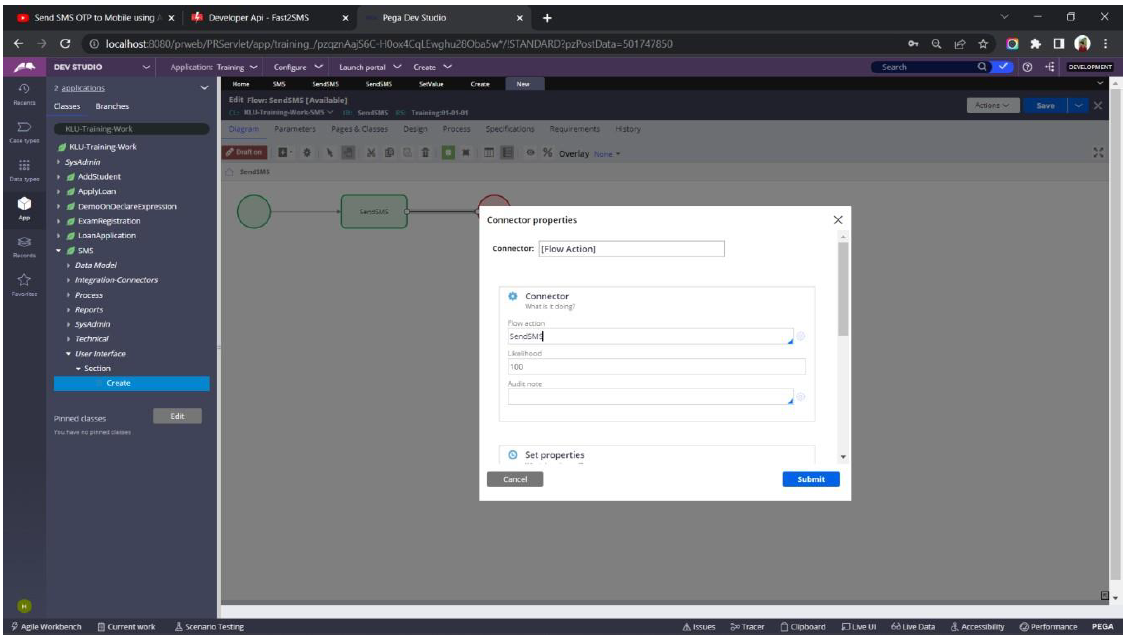 Send SMS OTP to Mobile using A
Developer Api - Fast2SMS
Pega Dev Studio
localhost:8080/prweb/PRServlet/app/training_/pzqznAajS6C-H0ox4CqLEwghu28Oba5w*/!STANDARD?pzPostData=501747850
DEV STUDIO
Application: Training
Configure
Launch portal
Create
Search
DEVELOPMENT
Recents
Case types
Data types
App
Records
Favorites
2 applications
Classes Branches
KLU-Training-Work
KLU-Training-Work
SysAdmin
AddStudent
ApplyLoan
DemoOnDeclareExpression
ExamRegistration
LoanApplication
SMS
Data Model
Integration-Connectors
Process
Reports
SysAdmin
Technical
User Interface
Section
Create
Pinned classes
Edit
You have no pinned classes
Home SMS SendSMS SendSMS SetValue Create New
Edit Flow: SendSMS [Available]
CL: KLU-Training-Work-SMS ID: SendSMS RS: Training:01-01-01
Actions
Save
Diagram Parameters Pages & Classes Design Process Specifications Requirements History
Draft on
Overlay None
SendSMS
SendSMS
Connector properties
Connector: [Flow Action]
Connector
What is it doing?
Flow action
SendSMS
Likelihood
100
Audit note
Set properties
Cancel
Submit
H
Agile Workbench Current work Scenario Testing
Issues Tracer Clipboard Live UI Live Data Accessibility Performance PEGA